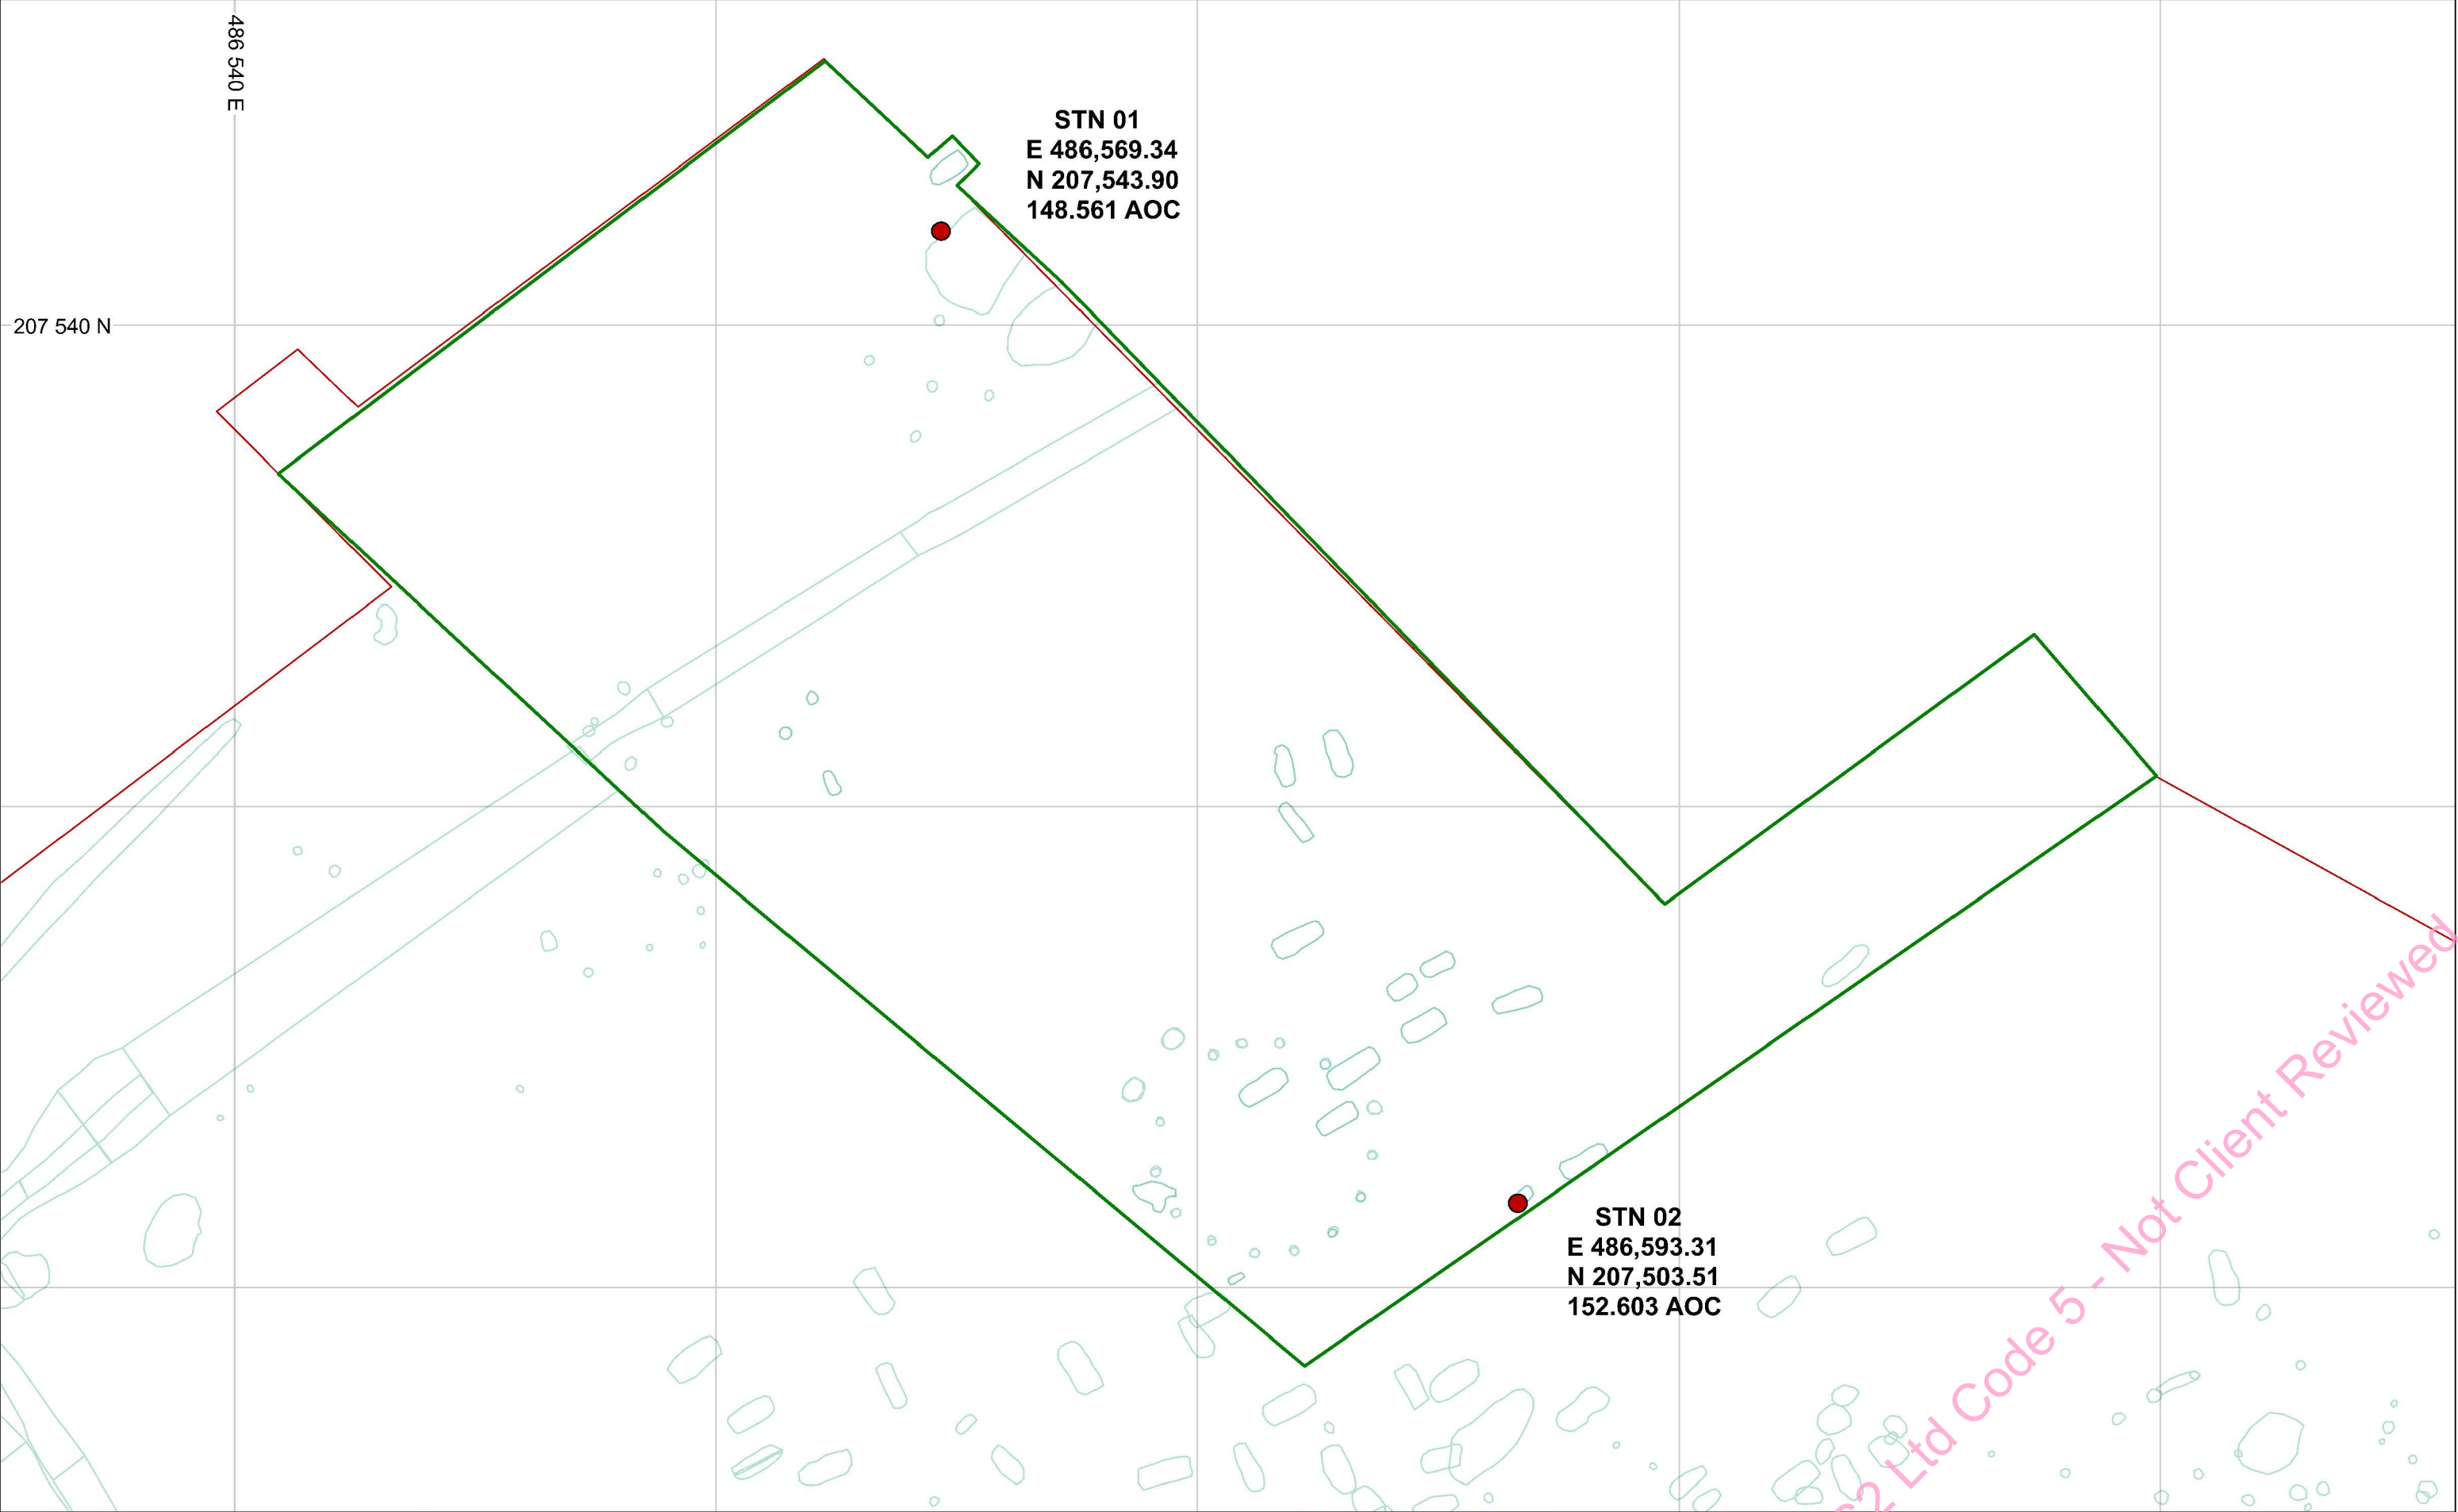 486 540 E
STN 01
E 486,569.34
N 207,543.90
148.561 AOC
207 540 N
STN 02
E 486,593.31
N 207,503.51
152.603 AOC
Ltd Code 5 - Not Client Reviewed